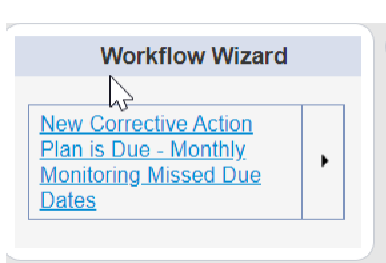 Workflow Wizard
New Corrective Action
Plan is Due - Monthly
Monitoring Missed Due
Dates